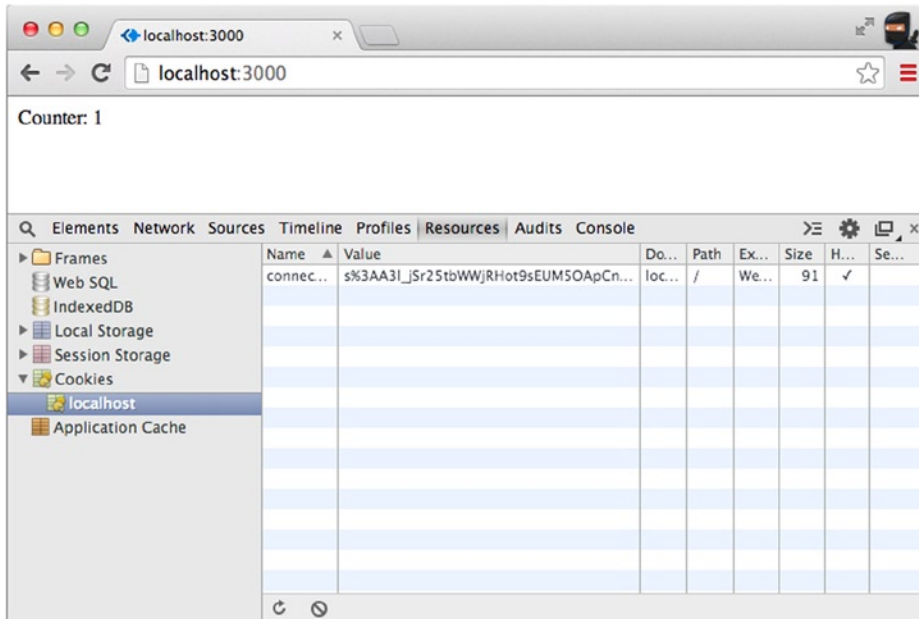 localhost:3000
localhost:3000
Counter: 1
Elements Network Sources Timeline Profiles Resources Audits Console
Frames
Web SQL
IndexedDB
Local Storage
Session Storage
Cookies
localhost
Application Cache
Name Value Do... Path Ex... Size H... Se...
connec... s%3AA3l_jSr25tbWWjRHot9sEUM5OApCn... loc... / We... 91 ✓